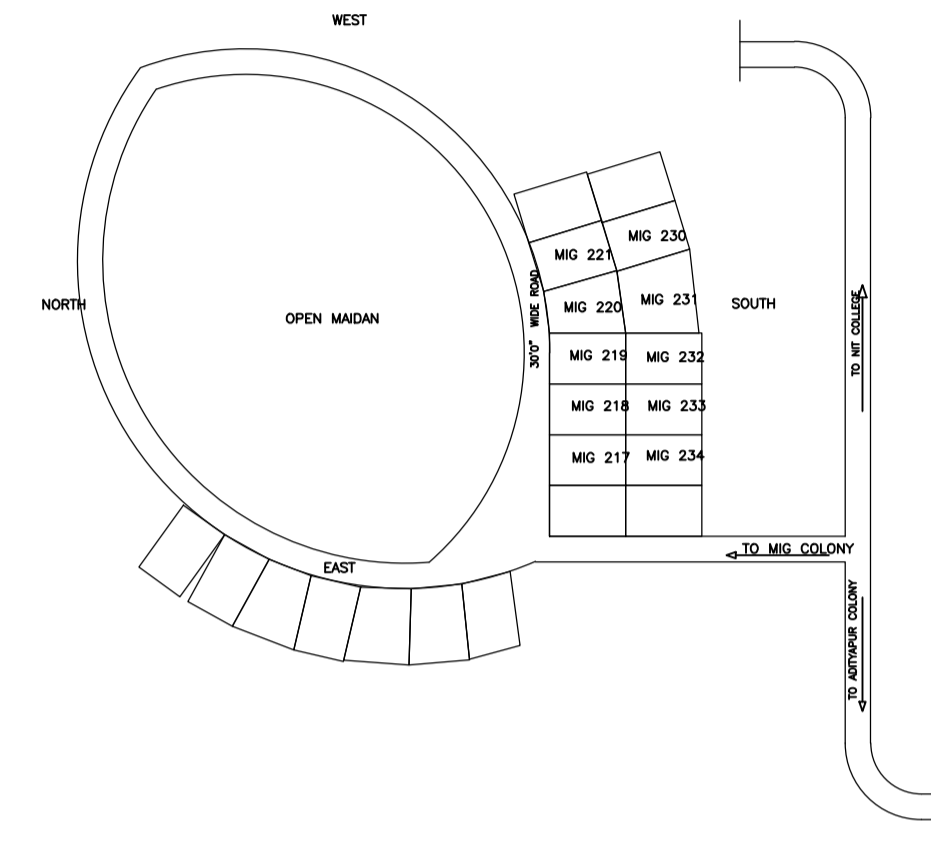 WEST
MIG 230
MIG 221
NORTH
OPEN MAIDAN
30'0" WIDE ROAD
MIG 220
MIG 231
SOUTH
TO NIT COLLEGE
MIG 219
MIG 232
MIG 218
MIG 233
MIG 217
MIG 234
TO MIG COLONY
EAST
TO ADITYAPUR COLONY